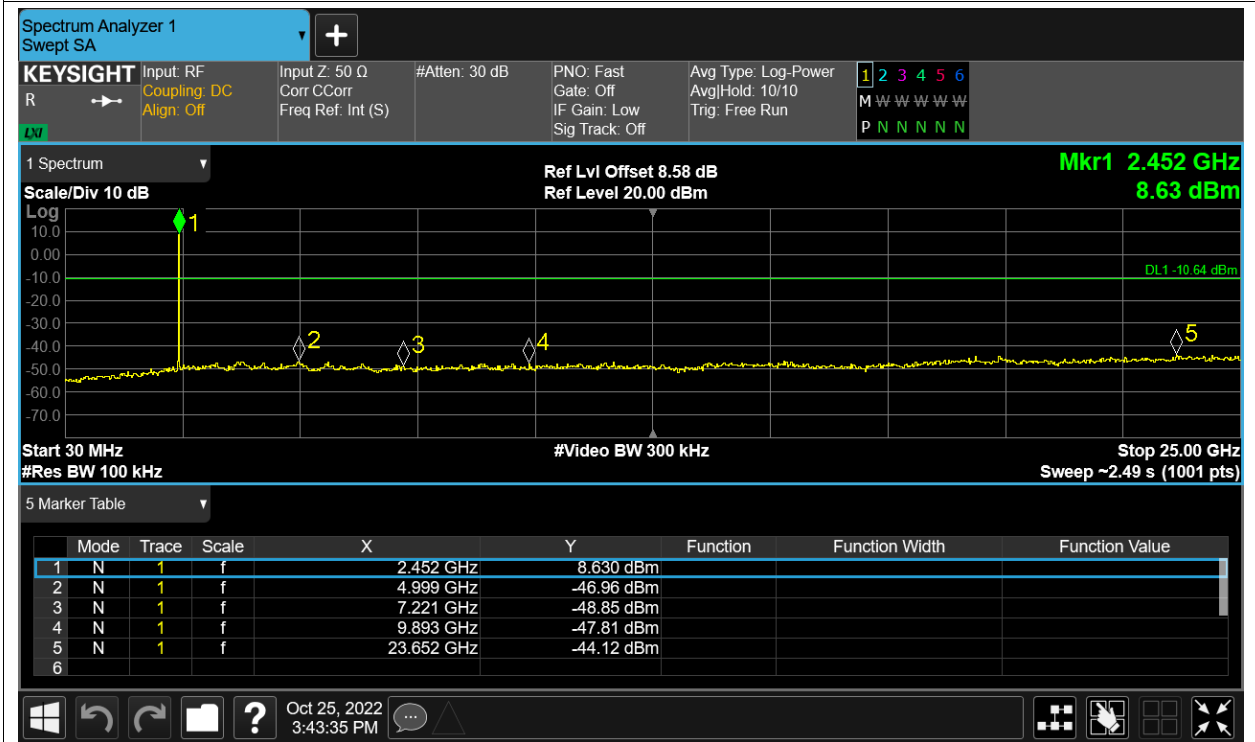 Spectrum Analyzer 1
Swept SA
KEYSIGHT
R
LXI
Input: RF
Coupling: DC
Align: Off
Input Z: 50 Ω
Corr CCorr
Freq Ref: Int (S)
#Atten: 30 dB
PNO: Fast
Gate: Off
IF Gain: Low
Sig Track: Off
Avg Type: Log-Power
Avg|Hold: 10/10
Trig: Free Run
1 2 3 4 5 6
M W W W W W
P N N N N N
1 Spectrum
Scale/Div 10 dB
Ref Lvl Offset 8.58 dB
Ref Level 20.00 dBm
Mkr1 2.452 GHz
8.63 dBm
Log
10.0
0.00
-10.0
-20.0
-30.0
-40.0
-50.0
-60.0
-70.0
1
2
3
4
5
DL1 -10.64 dBm
Start 30 MHz
#Video BW 300 kHz
Stop 25.00 GHz
#Res BW 100 kHz
Sweep ~2.49 s (1001 pts)
5 Marker Table
Mode Trace Scale X Y Function Function Width Function Value
1 N 1 f 2.452 GHz 8.630 dBm
2 N 1 f 4.999 GHz -46.96 dBm
3 N 1 f 7.221 GHz -48.85 dBm
4 N 1 f 9.893 GHz -47.81 dBm
5 N 1 f 23.652 GHz -44.12 dBm
6
?
Oct 25, 2022
3:43:35 PM